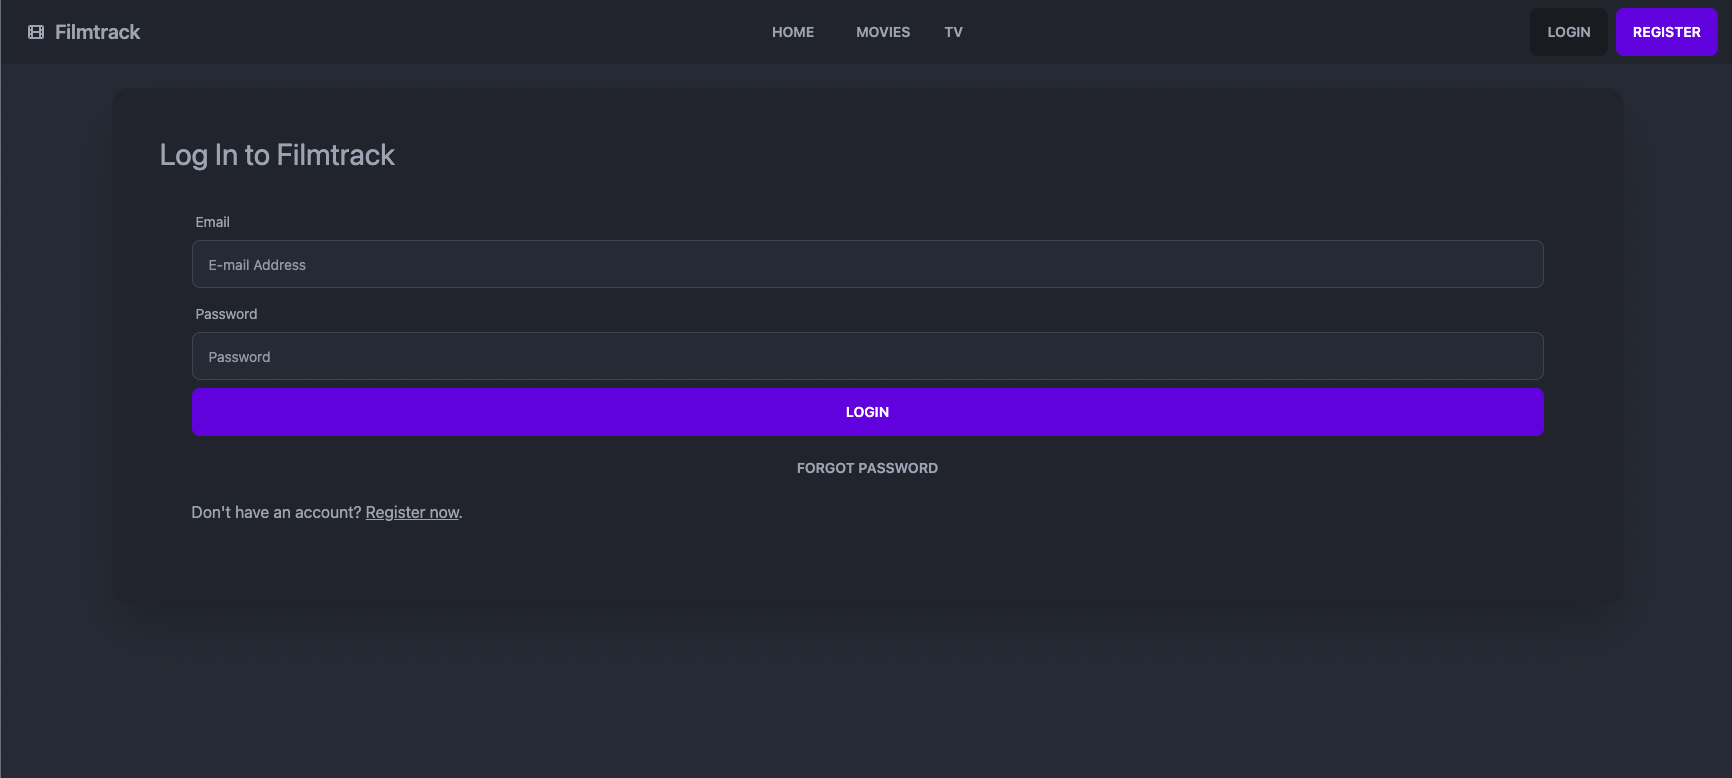 Filmtrack HOME MOVIES TV LOGIN REGISTER
Log In to Filmtrack
Email
E-mail Address
Password
Password
LOGIN
FORGOT PASSWORD
Don't have an account? Register now.